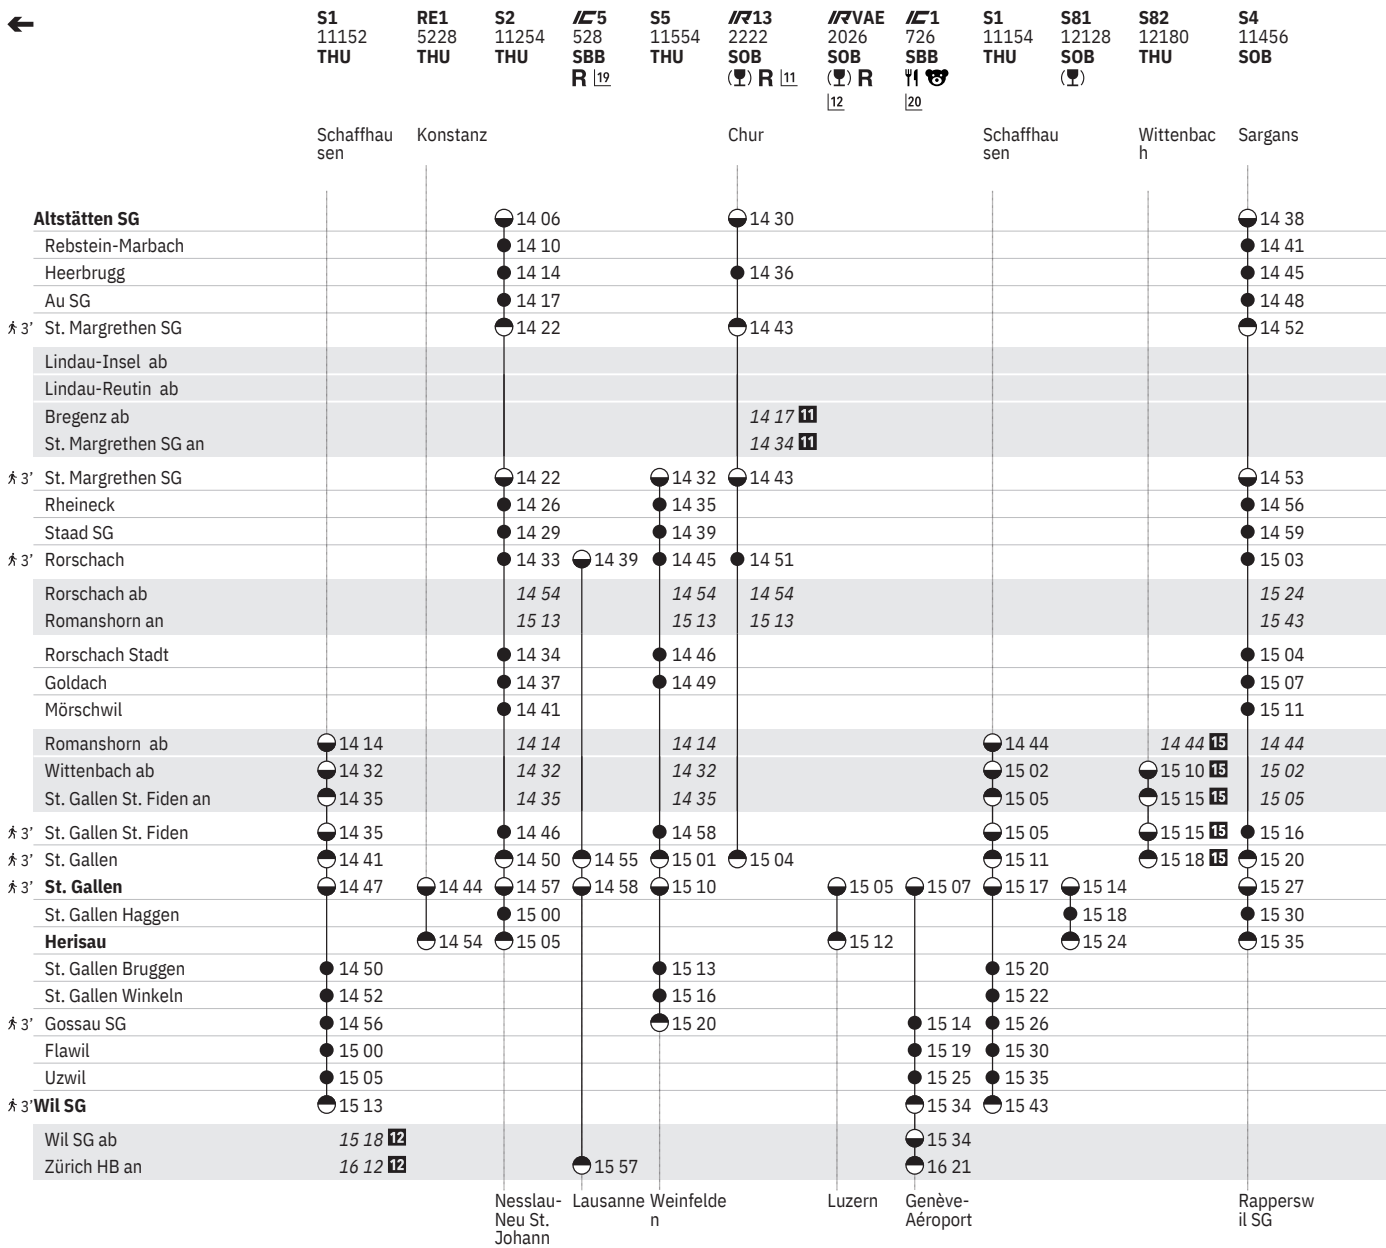 S1 RE1 S2 IC5 S5 IR13 IRVAE IC1 S1 S81 S82 S4
11152 5228 11254 528 11554 2222 2026 726 11154 12128 12180 11456
THU THU THU SBB THU SOB SOB SBB THU SOB THU SOB
R 19 R 11 R
12 20
Schaffhau Konstanz Chur Schaffhau Wittenbac Sargans
sen sen h
Altstätten SG 14 06 14 30 14 38
Rebstein-Marbach 14 10 14 41
Heerbrugg 14 14 14 36 14 45
Au SG 14 17 14 48
3' St. Margrethen SG 14 22 14 43 14 52
Lindau-Insel ab
Lindau-Reutin ab
Bregenz ab 14 17 11
St. Margrethen SG an 14 34 11
3' St. Margrethen SG 14 22 14 32 14 43 14 53
Rheineck 14 26 14 35 14 56
Staad SG 14 29 14 39 14 59
3' Rorschach 14 33 14 39 14 45 14 51 15 03
Rorschach ab 14 54 14 54 14 54 15 24
Romanshorn an 15 13 15 13 15 13 15 43
Rorschach Stadt 14 34 14 46 15 04
Goldach 14 37 14 49 15 07
Mörschwil 14 41 15 11
Romanshorn ab 14 14 14 14 14 14 14 44 14 44 15 14 44
Wittenbach ab 14 32 14 32 14 32 15 02 15 10 15 15 02
St. Gallen St. Fiden an 14 35 14 35 14 35 15 05 15 15 15 15 05
3' St. Gallen St. Fiden 14 35 14 46 14 58 15 05 15 15 15 15 16
3' St. Gallen 14 41 14 50 14 55 15 01 15 04 15 11 15 18 15 15 20
3' St. Gallen 14 47 14 44 14 57 14 58 15 10 15 05 15 07 15 17 15 14 15 27
St. Gallen Haggen 15 00 15 18 15 30
Herisau 14 54 15 05 15 12 15 24 15 35
St. Gallen Bruggen 14 50 15 13 15 20
St. Gallen Winkeln 14 52 15 16 15 22
3' Gossau SG 14 56 15 20 15 14 15 26
Flawil 15 00 15 19 15 30
Uzwil 15 05 15 25 15 35
3' Wil SG 15 13 15 34 15 43
Wil SG ab 15 18 12 15 34
Zürich HB an 16 12 12 15 57 16 21
Nesslau- Lausanne Weinfelde Luzern Genève- Rappersw
Neu St. n Aéroport il SG
Johann